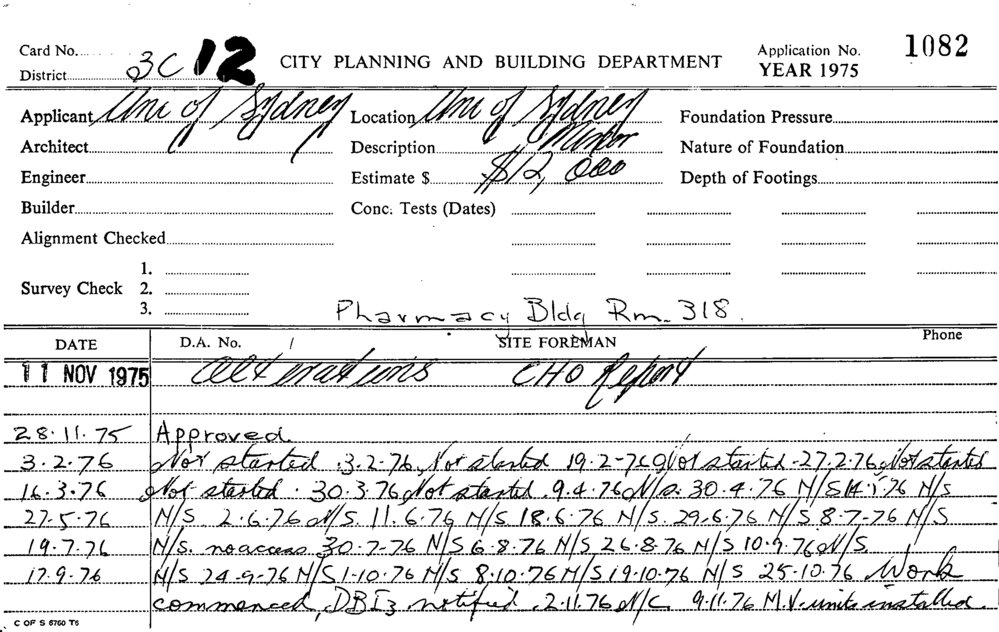 Card No. 12
District 3C
CITY PLANNING AND BUILDING DEPARTMENT
Application No. 1082
YEAR 1975
Applicant Uni of Sydney Location Uni of Sydney Foundation Pressure
Architect Description Minor Nature of Foundation
Engineer Estimate $ $12,000 Depth of Footings
Builder Conc. Tests (Dates)
Alignment Checked
1.
Survey Check 2.
3.
Pharmacy Bldg Rm. 318.
DATE D.A. No. / SITE FOREMAN Phone
11 NOV 1975 Alterations CHO Report
28.11.75 Approved.
3.2.76 Not started 3-2-76, Not started 19.2-76 Not started -27.2.76 Not started
16.3.76 Not started . 30.3.76 Not started 9.4.76 N/s. 30.4.76 N/S 14.5.76 N/S
27.5.76 N/S. 2.6.76 N/S. 11.6.76 N/S 18.6.76 N/S. 29.6.76 N/S 8.7-76 N/S
19.7.76 N/S. no access 30-7-76 N/S 6.8.76 N/S 26.8.76 N/S 10.9.76 N/S.
17.9.76 N/S 24-9-76 N/S 1-10.76 N/S 8.10.76 N/S 19.10.76 N/S 25.10.76 Work
commenced, DBI3 notified 2.11.76 N/C 9.11.76 M.V. units installed.
C OF S 6760 T6